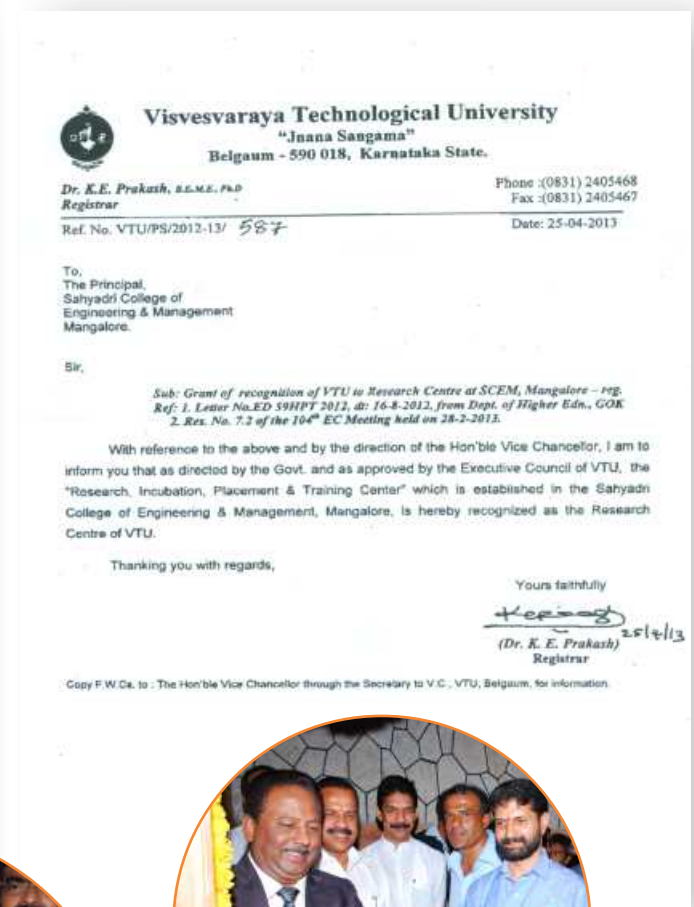 Visvesvaraya Technological University
"Jnana Sangama"
Belgaum - 590 018, Karnataka State.
Dr. K.E. Prakash, B.E.M.E. Ph.D
Registrar
Phone :(0831) 2405468
Fax :(0831) 2405467
Ref. No. VTU/PS/2012-13/ 587
Date: 25-04-2013
To,
The Principal,
Sahyadri College of
Engineering & Management
Mangalore.
Sir,
Sub: Grant of recognition of VTU to Research Centre at SCEM, Mangalore – reg.
Ref: 1. Letter No.ED 59HPT 2012, dt: 16-8-2012, from Dept. of Higher Edn., GOK
2. Res. No. 7.2 of the 104th EC Meeting held on 28-2-2013.
With reference to the above and by the direction of the Hon'ble Vice Chancellor, I am to
inform you that as directed by the Govt. and as approved by the Executive Council of VTU, the
"Research, Incubation, Placement & Training Center" which is established in the Sahyadri
College of Engineering & Management, Mangalore, is hereby recognized as the Research
Centre of VTU.
Thanking you with regards,
Yours faithfully
25/4/13
(Dr. K. E. Prakash)
Registrar
Copy F.W.Cs. to : The Hon'ble Vice Chancellor through the Secretary to V.C., VTU, Belgaum, for information.